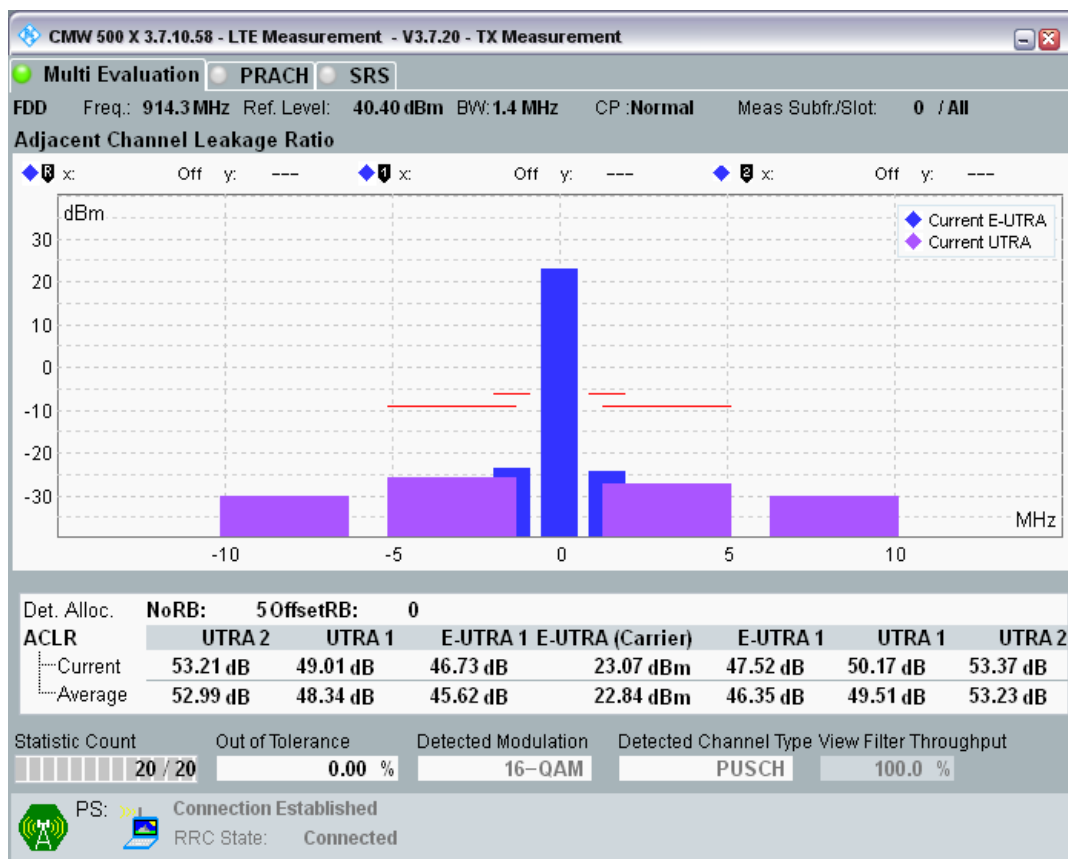 CMW 500 X 3.7.10.58 - LTE Measurement - V3.7.20 - TX Measurement
Multi Evaluation PRACH SRS
FDD Freq.: 914.3 MHz Ref. Level: 40.40 dBm BW: 1.4 MHz CP :Normal Meas Subfr./Slot: 0 / All
Adjacent Channel Leakage Ratio
R x: Off y: --- 1 x: Off y: --- 2 x: Off y: ---
dBm
Current E-UTRA
Current UTRA
30
20
10
0
-10
-20
-30
MHz
-10 -5 0 5 10
Det. Alloc. NoRB: 5 OffsetRB: 0
ACLR UTRA 2 UTRA 1 E-UTRA 1 E-UTRA (Carrier) E-UTRA 1 UTRA 1 UTRA 2
Current 53.21 dB 49.01 dB 46.73 dB 23.07 dBm 47.52 dB 50.17 dB 53.37 dB
Average 52.99 dB 48.34 dB 45.62 dB 22.84 dBm 46.35 dB 49.51 dB 53.23 dB
Statistic Count Out of Tolerance Detected Modulation Detected Channel Type View Filter Throughput
20 / 20 0.00 % 16-QAM PUSCH 100.0 %
PS: Connection Established
RRC State: Connected